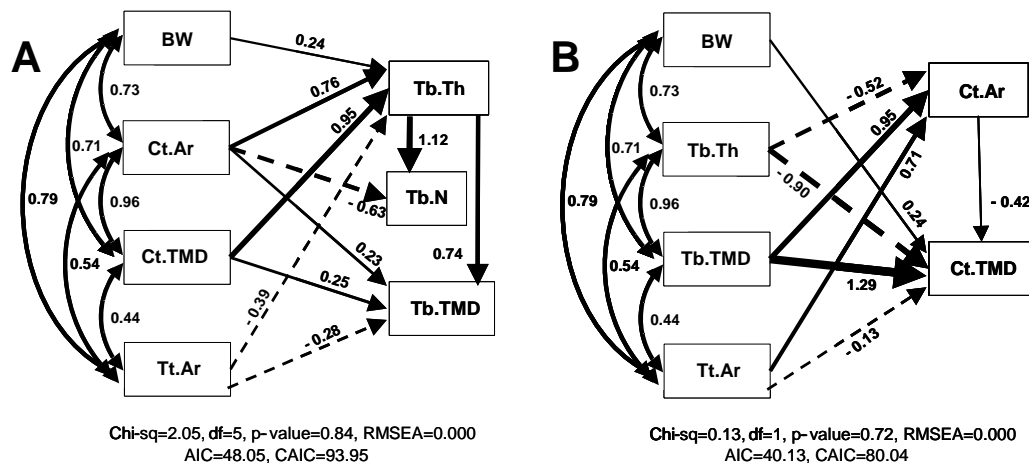 A
BW
Ct.Ar
Ct.TMD
Tt.Ar
Tb.Th
Tb.N
Tb.TMD
0.73
0.71
0.79
0.96
0.54
0.44
0.24
0.76
0.95
1.12
- 0.63
0.23
0.74
0.25
- 0.39
- 0.28
Chi-sq=2.05, df=5, p-value=0.84, RMSEA=0.000
AIC=48.05, CAIC=93.95
B
BW
Tb.Th
Tb.TMD
Tt.Ar
Ct.Ar
Ct.TMD
0.73
0.71
0.79
0.96
0.54
0.44
- 0.52
0.95
0.71
- 0.90
0.24
- 0.42
1.29
- 0.13
Chi-sq=0.13, df=1, p-value=0.72, RMSEA=0.000
AIC=40.13, CAIC=80.04